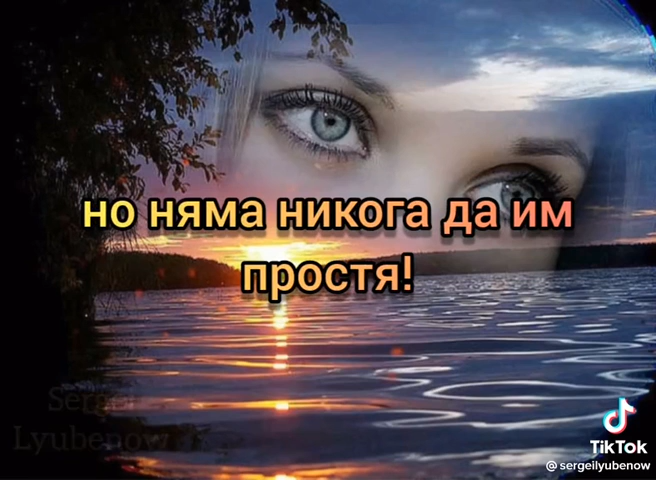 но няма никога да им
простя!
Sergei
Lyubenow
TikTok
@sergeilyubenow